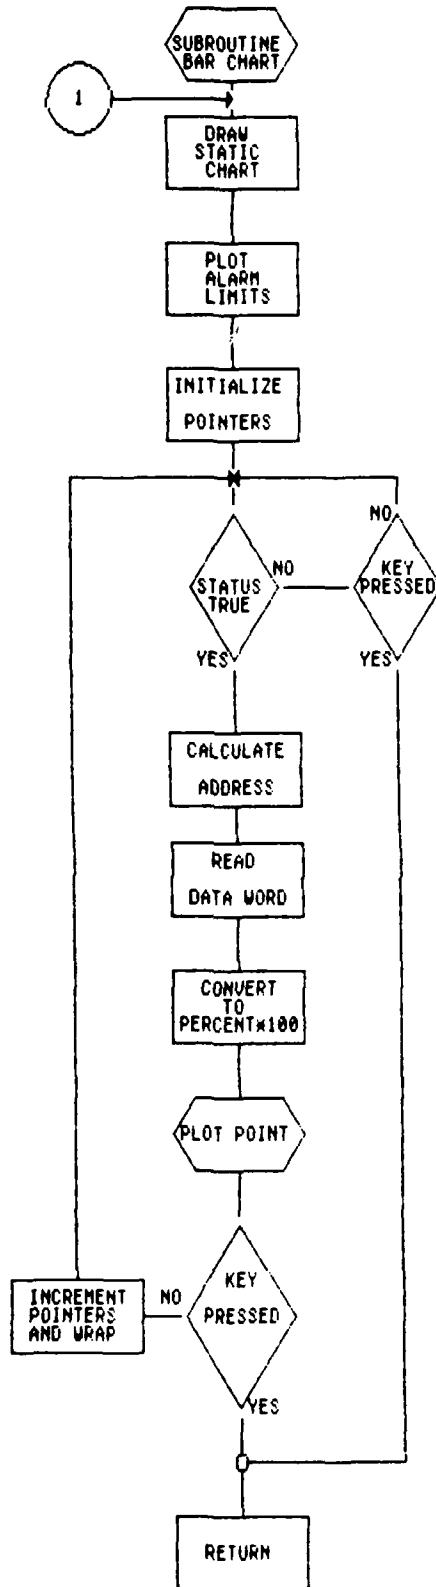 SUBROUTINE
BAR CHART
1
DRAW
STATIC
CHART
PLOT
ALARM
LIMITS
INITIALIZE
POINTERS
NO
STATUS
TRUE
NO
KEY
PRESSED
YES
YES
CALCULATE
ADDRESS
READ
DATA WORD
CONVERT
TO
PERCENT*100
PLOT POINT
KEY
PRESSED
NO
INCREMENT
POINTERS
AND WRAP
YES
RETURN